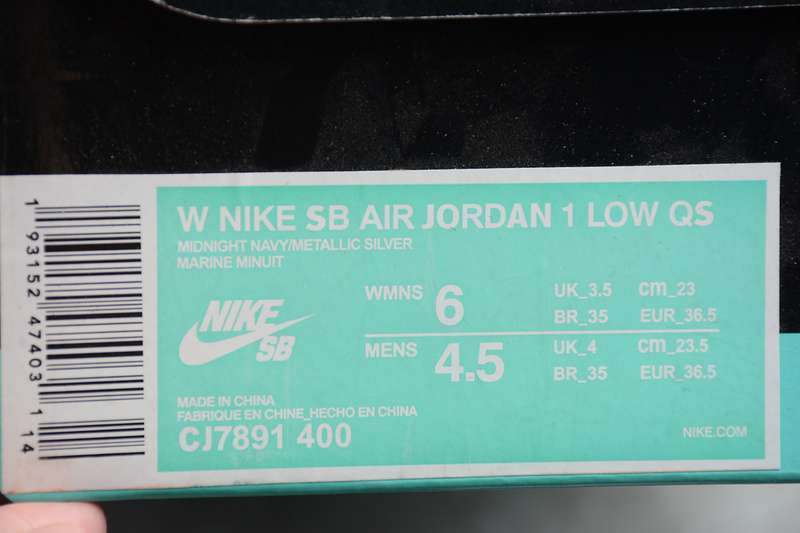 W NIKE SB AIR JORDAN 1 LOW QS
MIDNIGHT NAVY/METALLIC SILVER
MARINE MINUIT
NIKE
SB
WMNS 6 UK_3.5 cm_23
BR_35 EUR_36.5
MENS 4.5 UK_4 cm_23.5
BR_35 EUR_36.5
MADE IN CHINA
FABRIQUE EN CHINE_HECHO EN CHINA
CJ7891 400
NIKE.COM
1 93152 47403 1 14